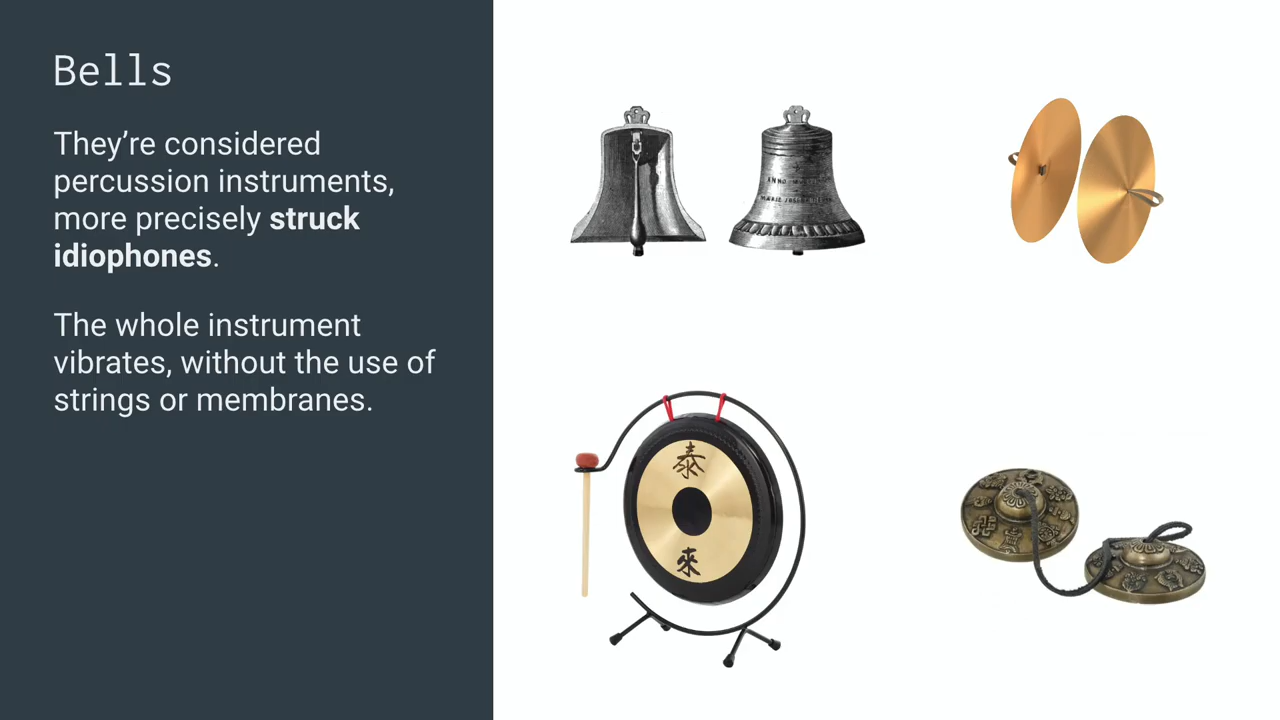 Bells
They’re considered
percussion instruments,
more precisely struck
idiophones.
The whole instrument
vibrates, without the use of
strings or membranes.
ANNO
泰
來